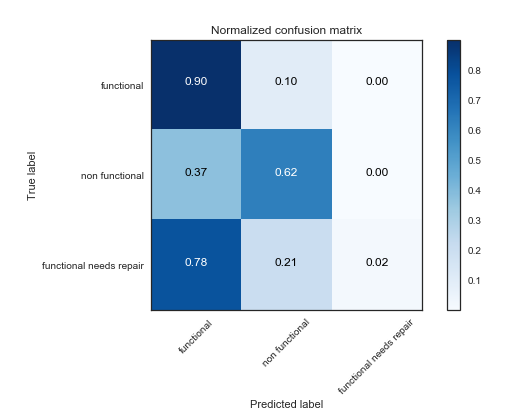 Normalized confusion matrix
True label
functional
0.90 0.10 0.00
non functional
0.37 0.62 0.00
functional needs repair
0.78 0.21 0.02
functional
non functional
functional needs repair
Predicted label
0.8
0.7
0.6
0.5
0.4
0.3
0.2
0.1